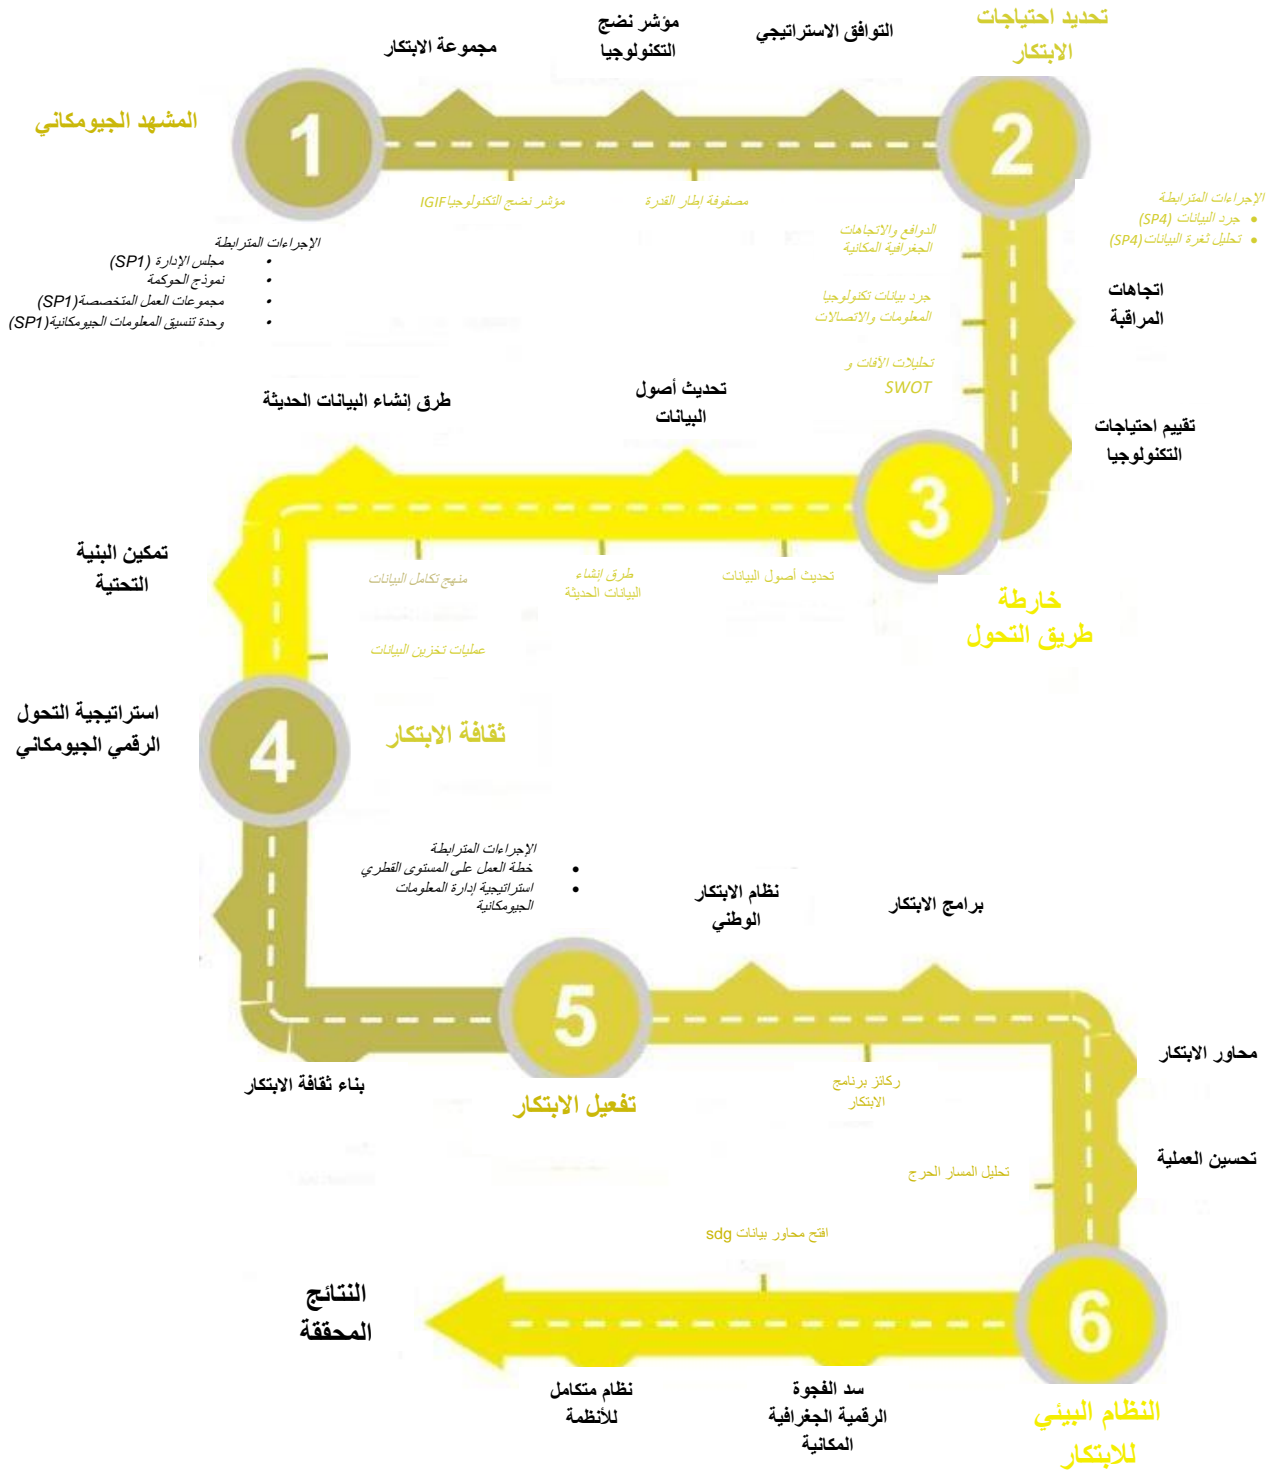 تحديد احتياجات
الابتكار
التوافق الاستراتيجي
مؤشر نضج
التكنولوجيا
مجموعة الابتكار
المشهد الجيومكاني
1
2
مصفوفة اطار القدرة
مؤشر نضج التكنولوجيا IGIF
الإجراءات المترابطة
• جرد البيانات (SP4)
• تحليل ثغرة البيانات (SP4)
الإجراءات المترابطة
• مجلس الإدارة (SP1)
• نموذج الحوكمة
• مجموعات العمل المتخصصة (SP1)
• وحدة تنسيق المعلومات الجيومكانية (SP1)
الدوافع والاتجاهات
الجغرافية المكانية
جرد بيانات تكنولوجيا
المعلومات والاتصالات
تحليلات الآفات و
SWOT
اتجاهات
المراقبة
تقييم احتياجات
التكنولوجيا
تحديث أصول
البيانات
طرق إنشاء البيانات الحديثة
3
خارطة
طريق التحول
تحديث أصول البيانات
طرق إنشاء
البيانات الحديثة
منهج تكامل البيانات
عمليات تخزين البيانات
تمكين البنية
التحتية
استراتيجية التحول
الرقمي الجيومكاني
4
ثقافة الابتكار
الإجراءات المترابطة
• خطة العمل على المستوى القطري
• استراتيجية إدارة المعلومات
الجيومكانية
بناء ثقافة الابتكار
5
تفعيل الابتكار
نظام الابتكار
الوطني
برامج الابتكار
ركائز برنامج
الابتكار
محاور الابتكار
تحسين العملية
تحليل المسار الحرج
افتح محاور بيانات sdg
6
النظام البيئي
للابتكار
سد الفجوة
الرقمية الجغرافية
المكانية
نظام متكامل
للأنظمة
النتائج
المحققة